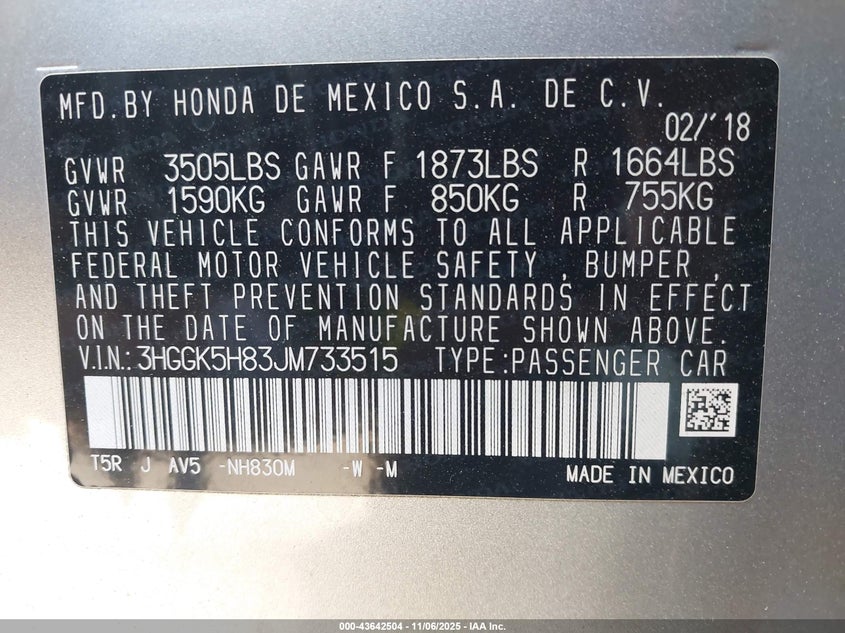 MFD.BY HONDA DE MEXICO S.A. DE C.V.
02/'18
GVWR 3505LBS GAWR F 1873LBS R 1664LBS
GVWR 1590KG GAWR F 850KG R 755KG
THIS VEHICLE CONFORMS TO ALL APPLICABLE
FEDERAL MOTOR VEHICLE SAFETY , BUMPER ,
AND THEFT PREVENTION STANDARDS IN EFFECT
ON THE DATE OF MANUFACTURE SHOWN ABOVE.
V.I.N.:3HGGK5H83JM733515 TYPE:PASSENGER CAR
T5R J AV5 -NH830M -W -M
MADE IN MEXICO
000-43642504 | 11/06/2025 - IAA Inc.